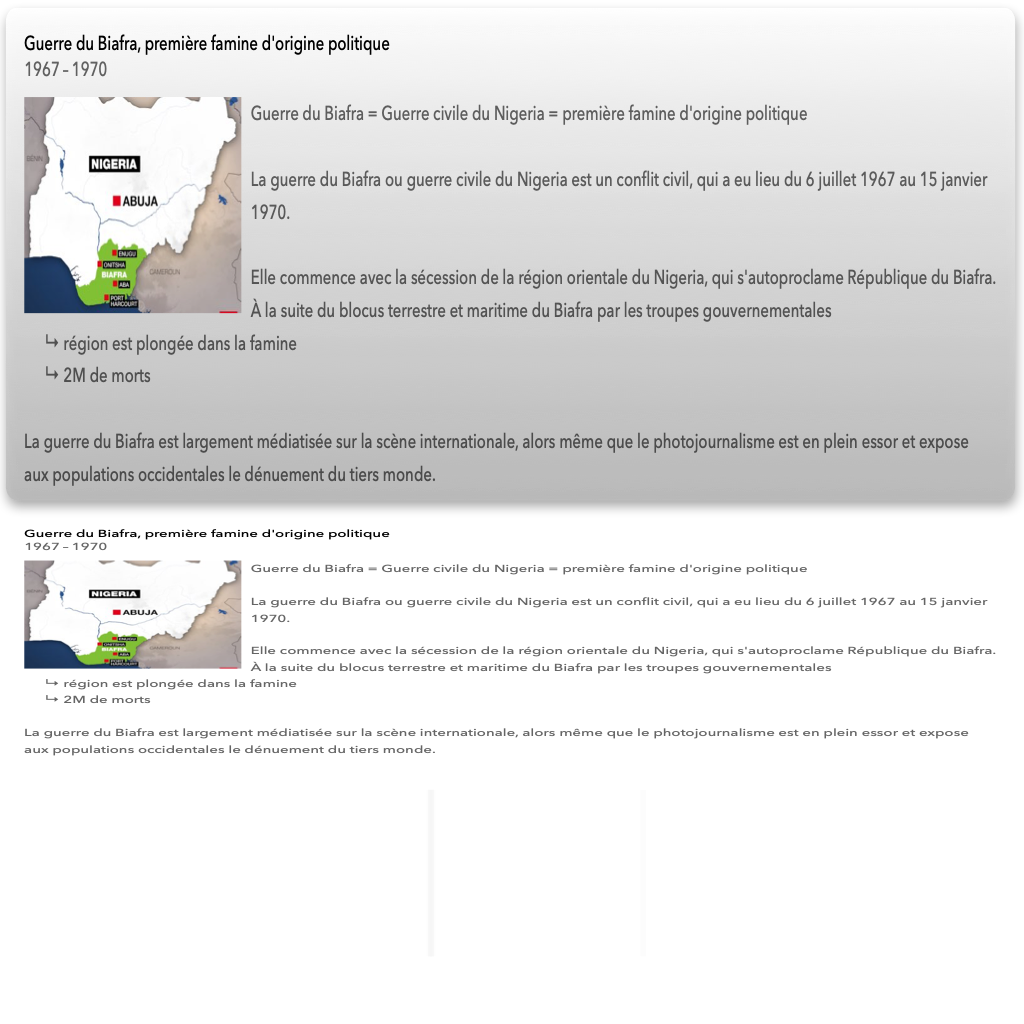 Guerre du Biafra, première famine d'origine politique
1967 – 1970
BÉNIN
NIGERIA
ABUJA
ENUGU
ONITSHA
BIAFRA
ABA
PORT HARCOURT
CAMEROUN
Guerre du Biafra = Guerre civile du Nigeria = première famine d'origine politique
La guerre du Biafra ou guerre civile du Nigeria est un conflit civil, qui a eu lieu du 6 juillet 1967 au 15 janvier
1970.
Elle commence avec la sécession de la région orientale du Nigeria, qui s'autoproclame République du Biafra.
À la suite du blocus terrestre et maritime du Biafra par les troupes gouvernementales
↳ région est plongée dans la famine
↳ 2M de morts
La guerre du Biafra est largement médiatisée sur la scène internationale, alors même que le photojournalisme est en plein essor et expose
aux populations occidentales le dénuement du tiers monde.
Guerre du Biafra, première famine d'origine politique
1967 – 1970
NIGERIA
ABUJA
ONITSHA
BIAFRA
ABA
Guerre du Biafra = Guerre civile du Nigeria = première famine d'origine politique
La guerre du Biafra ou guerre civile du Nigeria est un conflit civil, qui a eu lieu du 6 juillet 1967 au 15 janvier
1970.
Elle commence avec la sécession de la région orientale du Nigeria, qui s'autoproclame République du Biafra.
À la suite du blocus terrestre et maritime du Biafra par les troupes gouvernementales
↳ région est plongée dans la famine
↳ 2M de morts
La guerre du Biafra est largement médiatisée sur la scène internationale, alors même que le photojournalisme est en plein essor et expose
aux populations occidentales le dénuement du tiers monde.